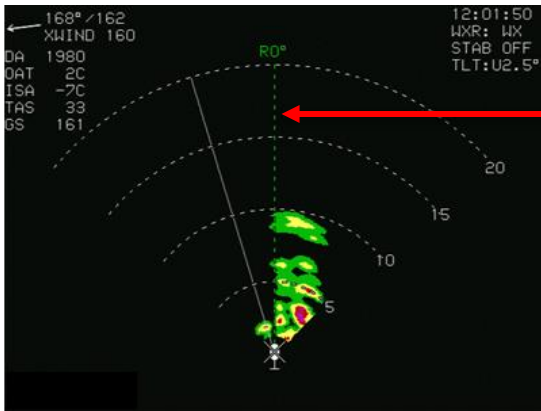 168°/162
XWIND 160
DA 1980
OAT 2C
ISA -7C
TAS 33
GS 161
R0°
12:01:50
WXR: WX
STAB OFF
TLT:U2.5°
20
15
10
5